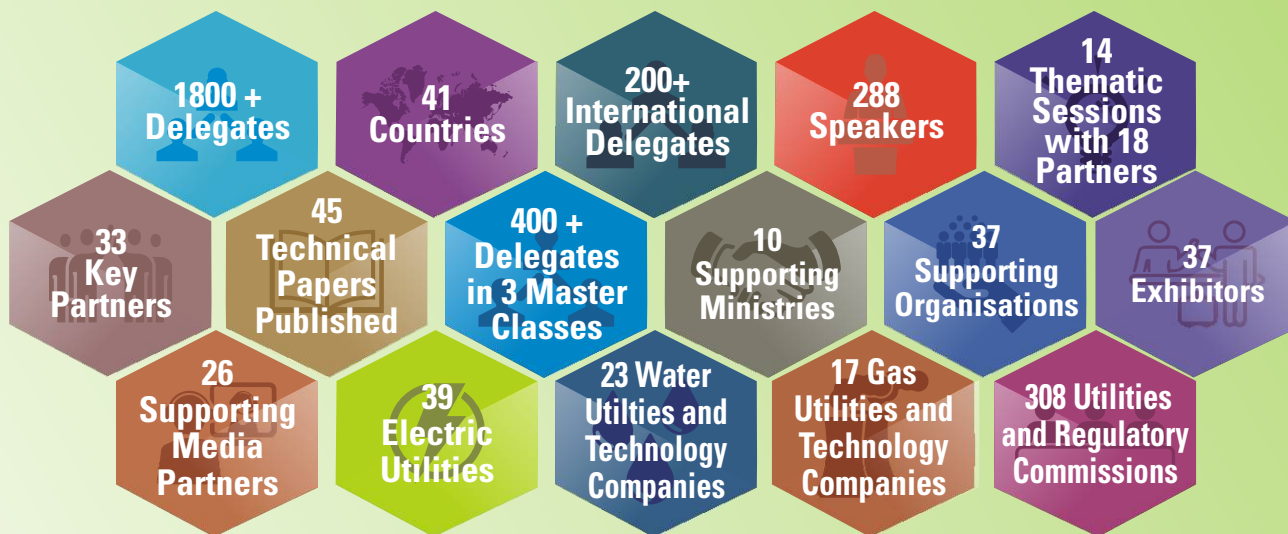 1800 +
Delegates
41
Countries
200+
International
Delegates
288
Speakers
14
Thematic
Sessions
with 18
Partners
33
Key
Partners
45
Technical
Papers
Published
400 +
Delegates
in 3 Master
Classes
10
Supporting
Ministries
37
Supporting
Organisations
37
Exhibitors
26
Supporting
Media
Partners
39
Electric
Utilities
23 Water
Utilties and
Technology
Companies
17 Gas
Utilities and
Technology
Companies
308 Utilities
and Regulatory
Commissions